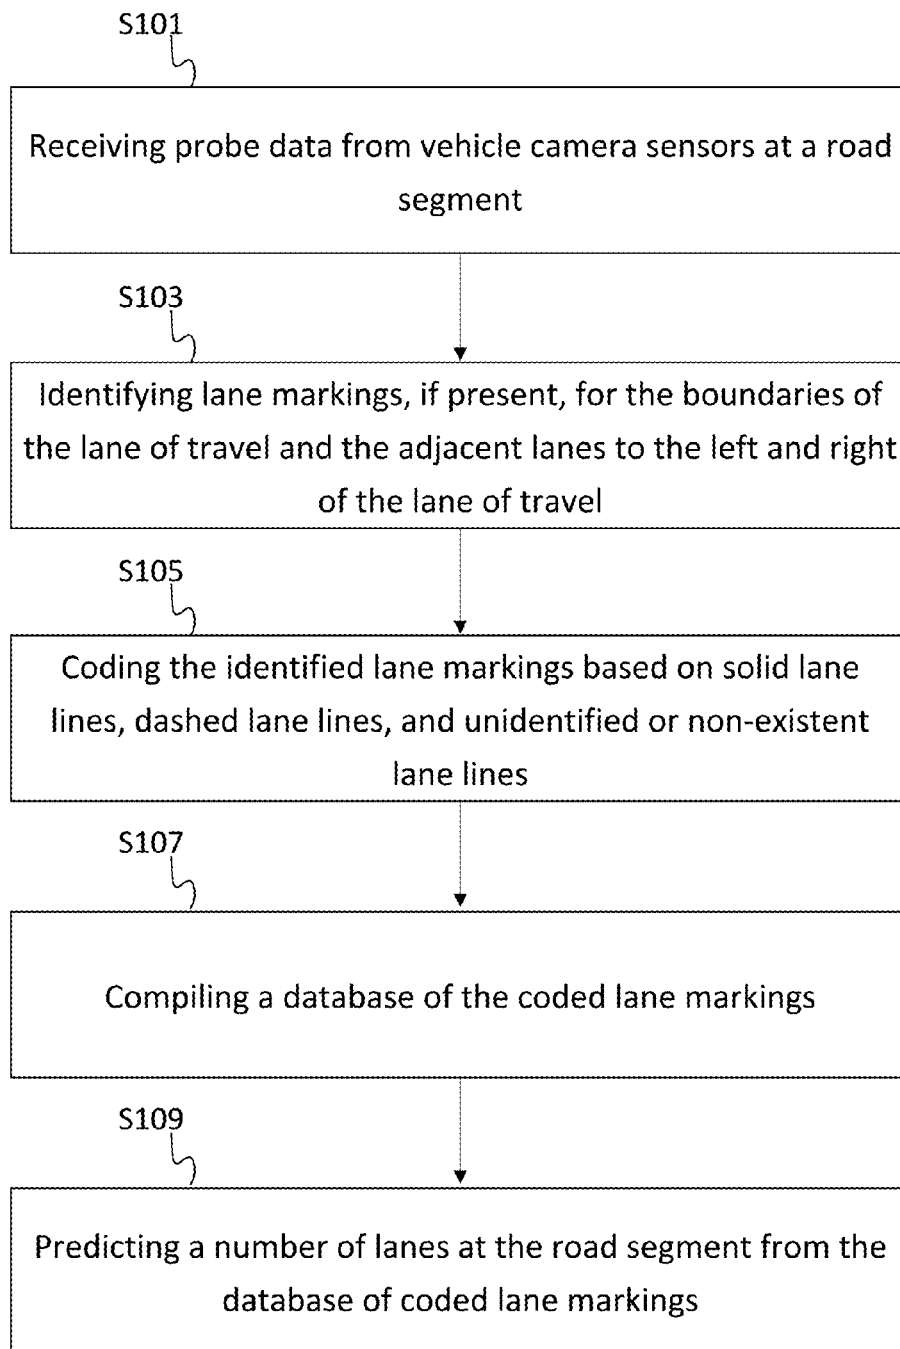 S101
Receiving probe data from vehicle camera sensors at a road
segment
S103
Identifying lane markings, if present, for the boundaries of
the lane of travel and the adjacent lanes to the left and right
of the lane of travel
S105
Coding the identified lane markings based on solid lane
lines, dashed lane lines, and unidentified or non-existent
lane lines
S107
Compiling a database of the coded lane markings
S109
Predicting a number of lanes at the road segment from the
database of coded lane markings